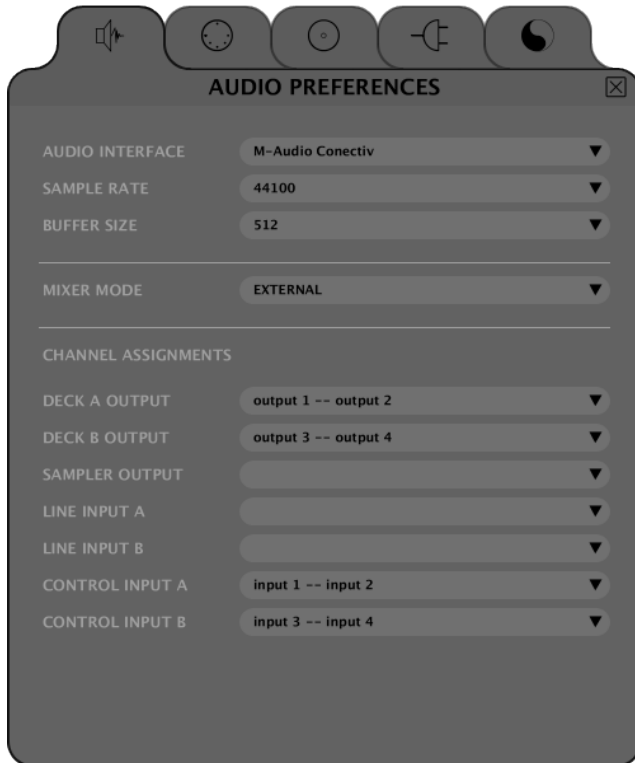 AUDIO PREFERENCES
AUDIO INTERFACE M-Audio Conectiv
SAMPLE RATE 44100
BUFFER SIZE 512
MIXER MODE EXTERNAL
CHANNEL ASSIGNMENTS
DECK A OUTPUT output 1 -- output 2
DECK B OUTPUT output 3 -- output 4
SAMPLER OUTPUT
LINE INPUT A
LINE INPUT B
CONTROL INPUT A input 1 -- input 2
CONTROL INPUT B input 3 -- input 4